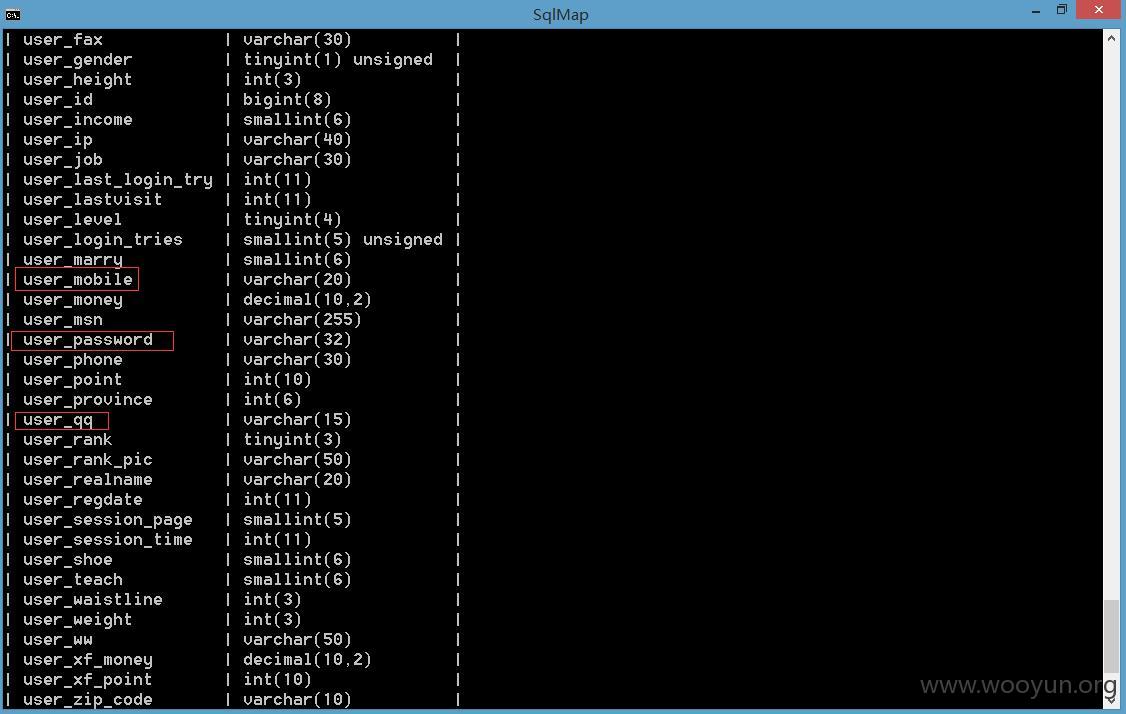 SqlMap
| user_fax | varchar(30) |
| user_gender | tinyint(1) unsigned |
| user_height | int(3) |
| user_id | bigint(8) |
| user_income | smallint(6) |
| user_ip | varchar(40) |
| user_job | varchar(30) |
| user_last_login_try | int(11) |
| user_lastvisit | int(11) |
| user_level | tinyint(4) |
| user_login_tries | smallint(5) unsigned |
| user_marry | smallint(6) |
| user_mobile | varchar(20) |
| user_money | decimal(10,2) |
| user_msn | varchar(255) |
| user_password | varchar(32) |
| user_phone | varchar(30) |
| user_point | int(10) |
| user_province | int(6) |
| user_qq | varchar(15) |
| user_rank | tinyint(3) |
| user_rank_pic | varchar(50) |
| user_realname | varchar(20) |
| user_regdate | int(11) |
| user_session_page | smallint(5) |
| user_session_time | int(11) |
| user_shoe | smallint(6) |
| user_teach | smallint(6) |
| user_waistline | int(3) |
| user_weight | int(3) |
| user_ww | varchar(50) |
| user_xf_money | decimal(10,2) |
| user_xf_point | int(10) |
| user_zip_code | varchar(10) |
www.wooyun.org